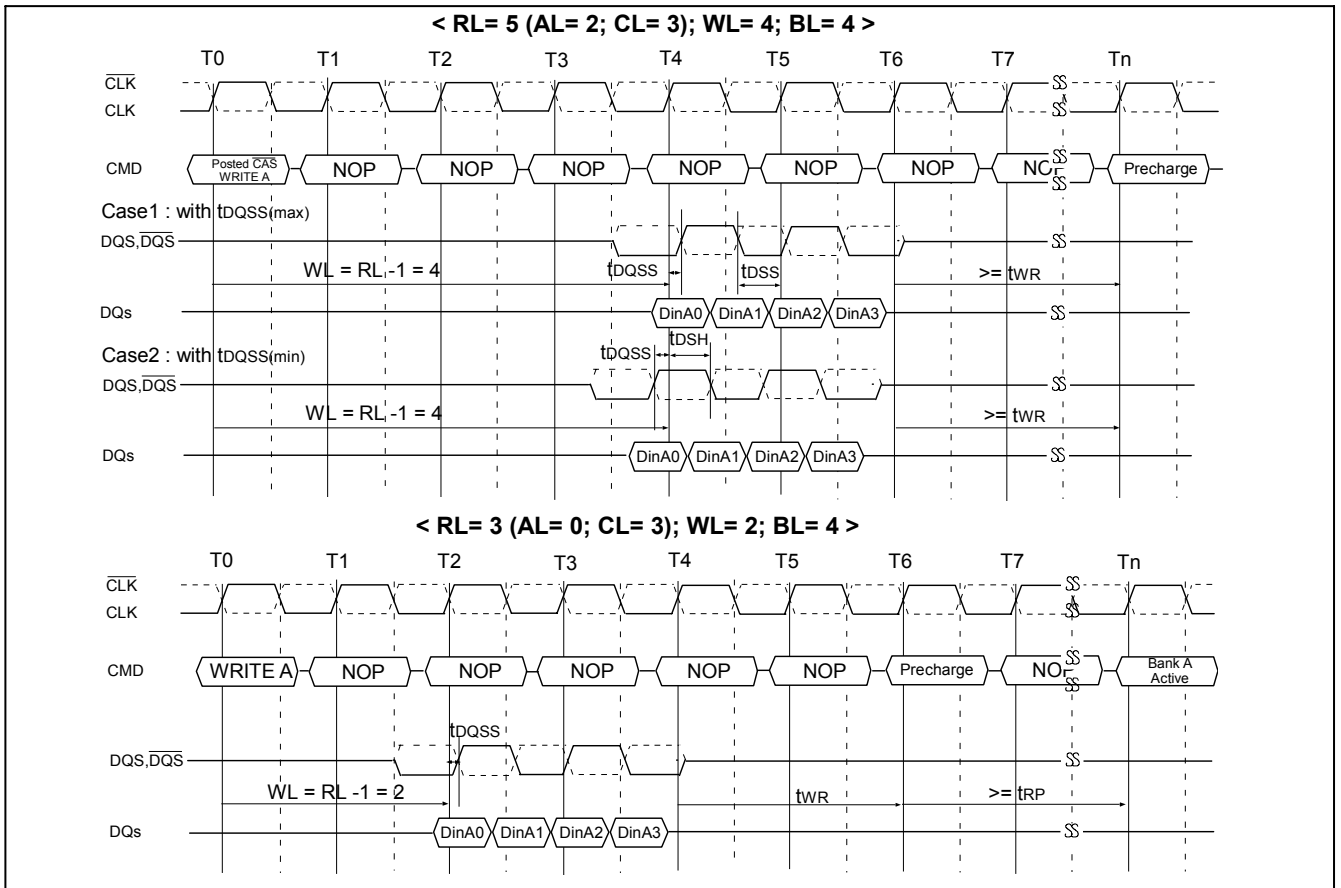 < RL= 5 (AL= 2; CL= 3); WL= 4; BL= 4 >
T0 T1 T2 T3 T4 T5 T6 T7 Tn
CLK
CLK
CMD Posted CAS WRITE A NOP NOP NOP NOP NOP NOP NOP Precharge
Case1 : with tDQSS(max)
DQS,DQS
WL = RL -1 = 4 tDQSS tDSS >= tWR
DQs DinA0 DinA1 DinA2 DinA3
Case2 : with tDQSS(min) tDQSS tDSH
DQS,DQS
WL = RL -1 = 4 >= tWR
DQs DinA0 DinA1 DinA2 DinA3
< RL= 3 (AL= 0; CL= 3); WL= 2; BL= 4 >
T0 T1 T2 T3 T4 T5 T6 T7 Tn
CLK
CLK
CMD WRITE A NOP NOP NOP NOP NOP Precharge NOP Bank A Active
tDQSS
DQS,DQS
WL = RL -1 = 2 tWR >= tRP
DQs DinA0 DinA1 DinA2 DinA3